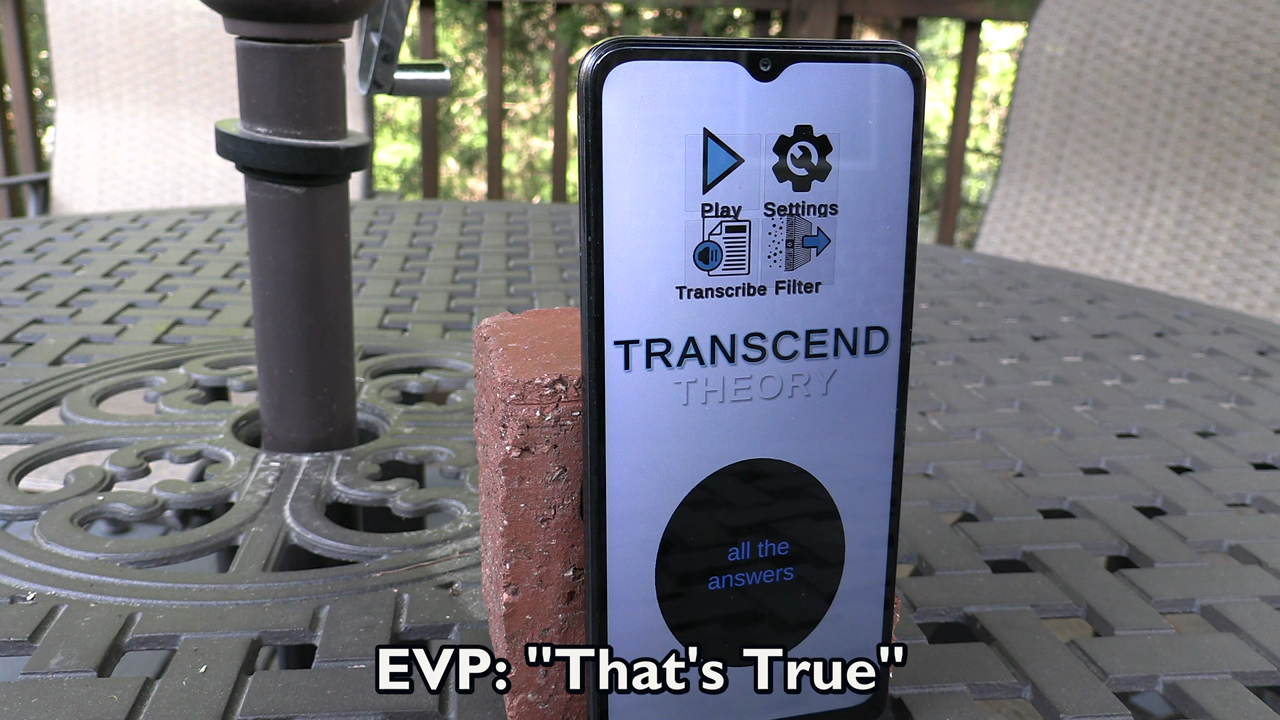 Play Settings
Transcribe Filter
TRANSCEND
THEORY
all the
answers
EVP: "That's True"